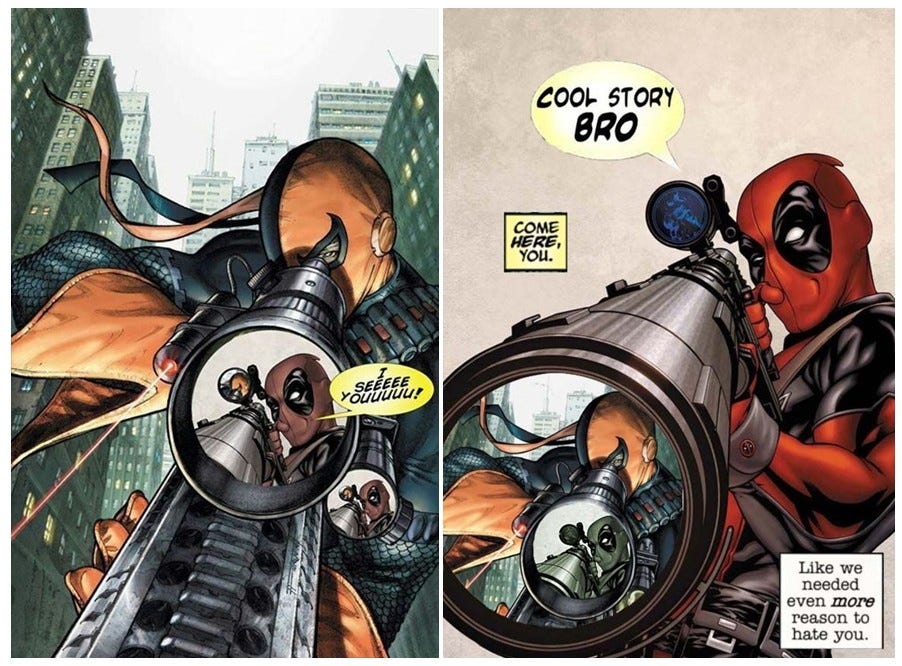 I
SEEEEE
YOUUUUU!
COOL STORY
BRO
COME
HERE,
YOU.
Like we
needed
even more
reason to
hate you.